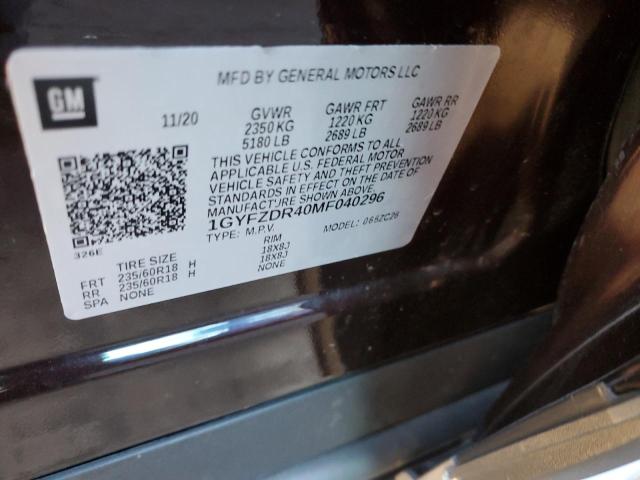 GM
MFD BY GENERAL MOTORS LLC
11/20
GVWR
2350 KG
5180 LB
GAWR FRT
1220 KG
2689 LB
GAWR RR
1220 KG
2689 LB
THIS VEHICLE CONFORMS TO ALL
APPLICABLE U.S. FEDERAL MOTOR
VEHICLE SAFETY AND THEFT PREVENTION
STANDARDS IN EFFECT ON THE DATE OF
MANUFACTURE SHOWN ABOVE.
1GYFZDR40MF040296
TYPE: M.P.V. MODEL: 06SZC26
326E
TIRE SIZE RIM
FRT 235/60R18 H 18X8J
RR 235/60R18 H 18X8J
SPA NONE NONE